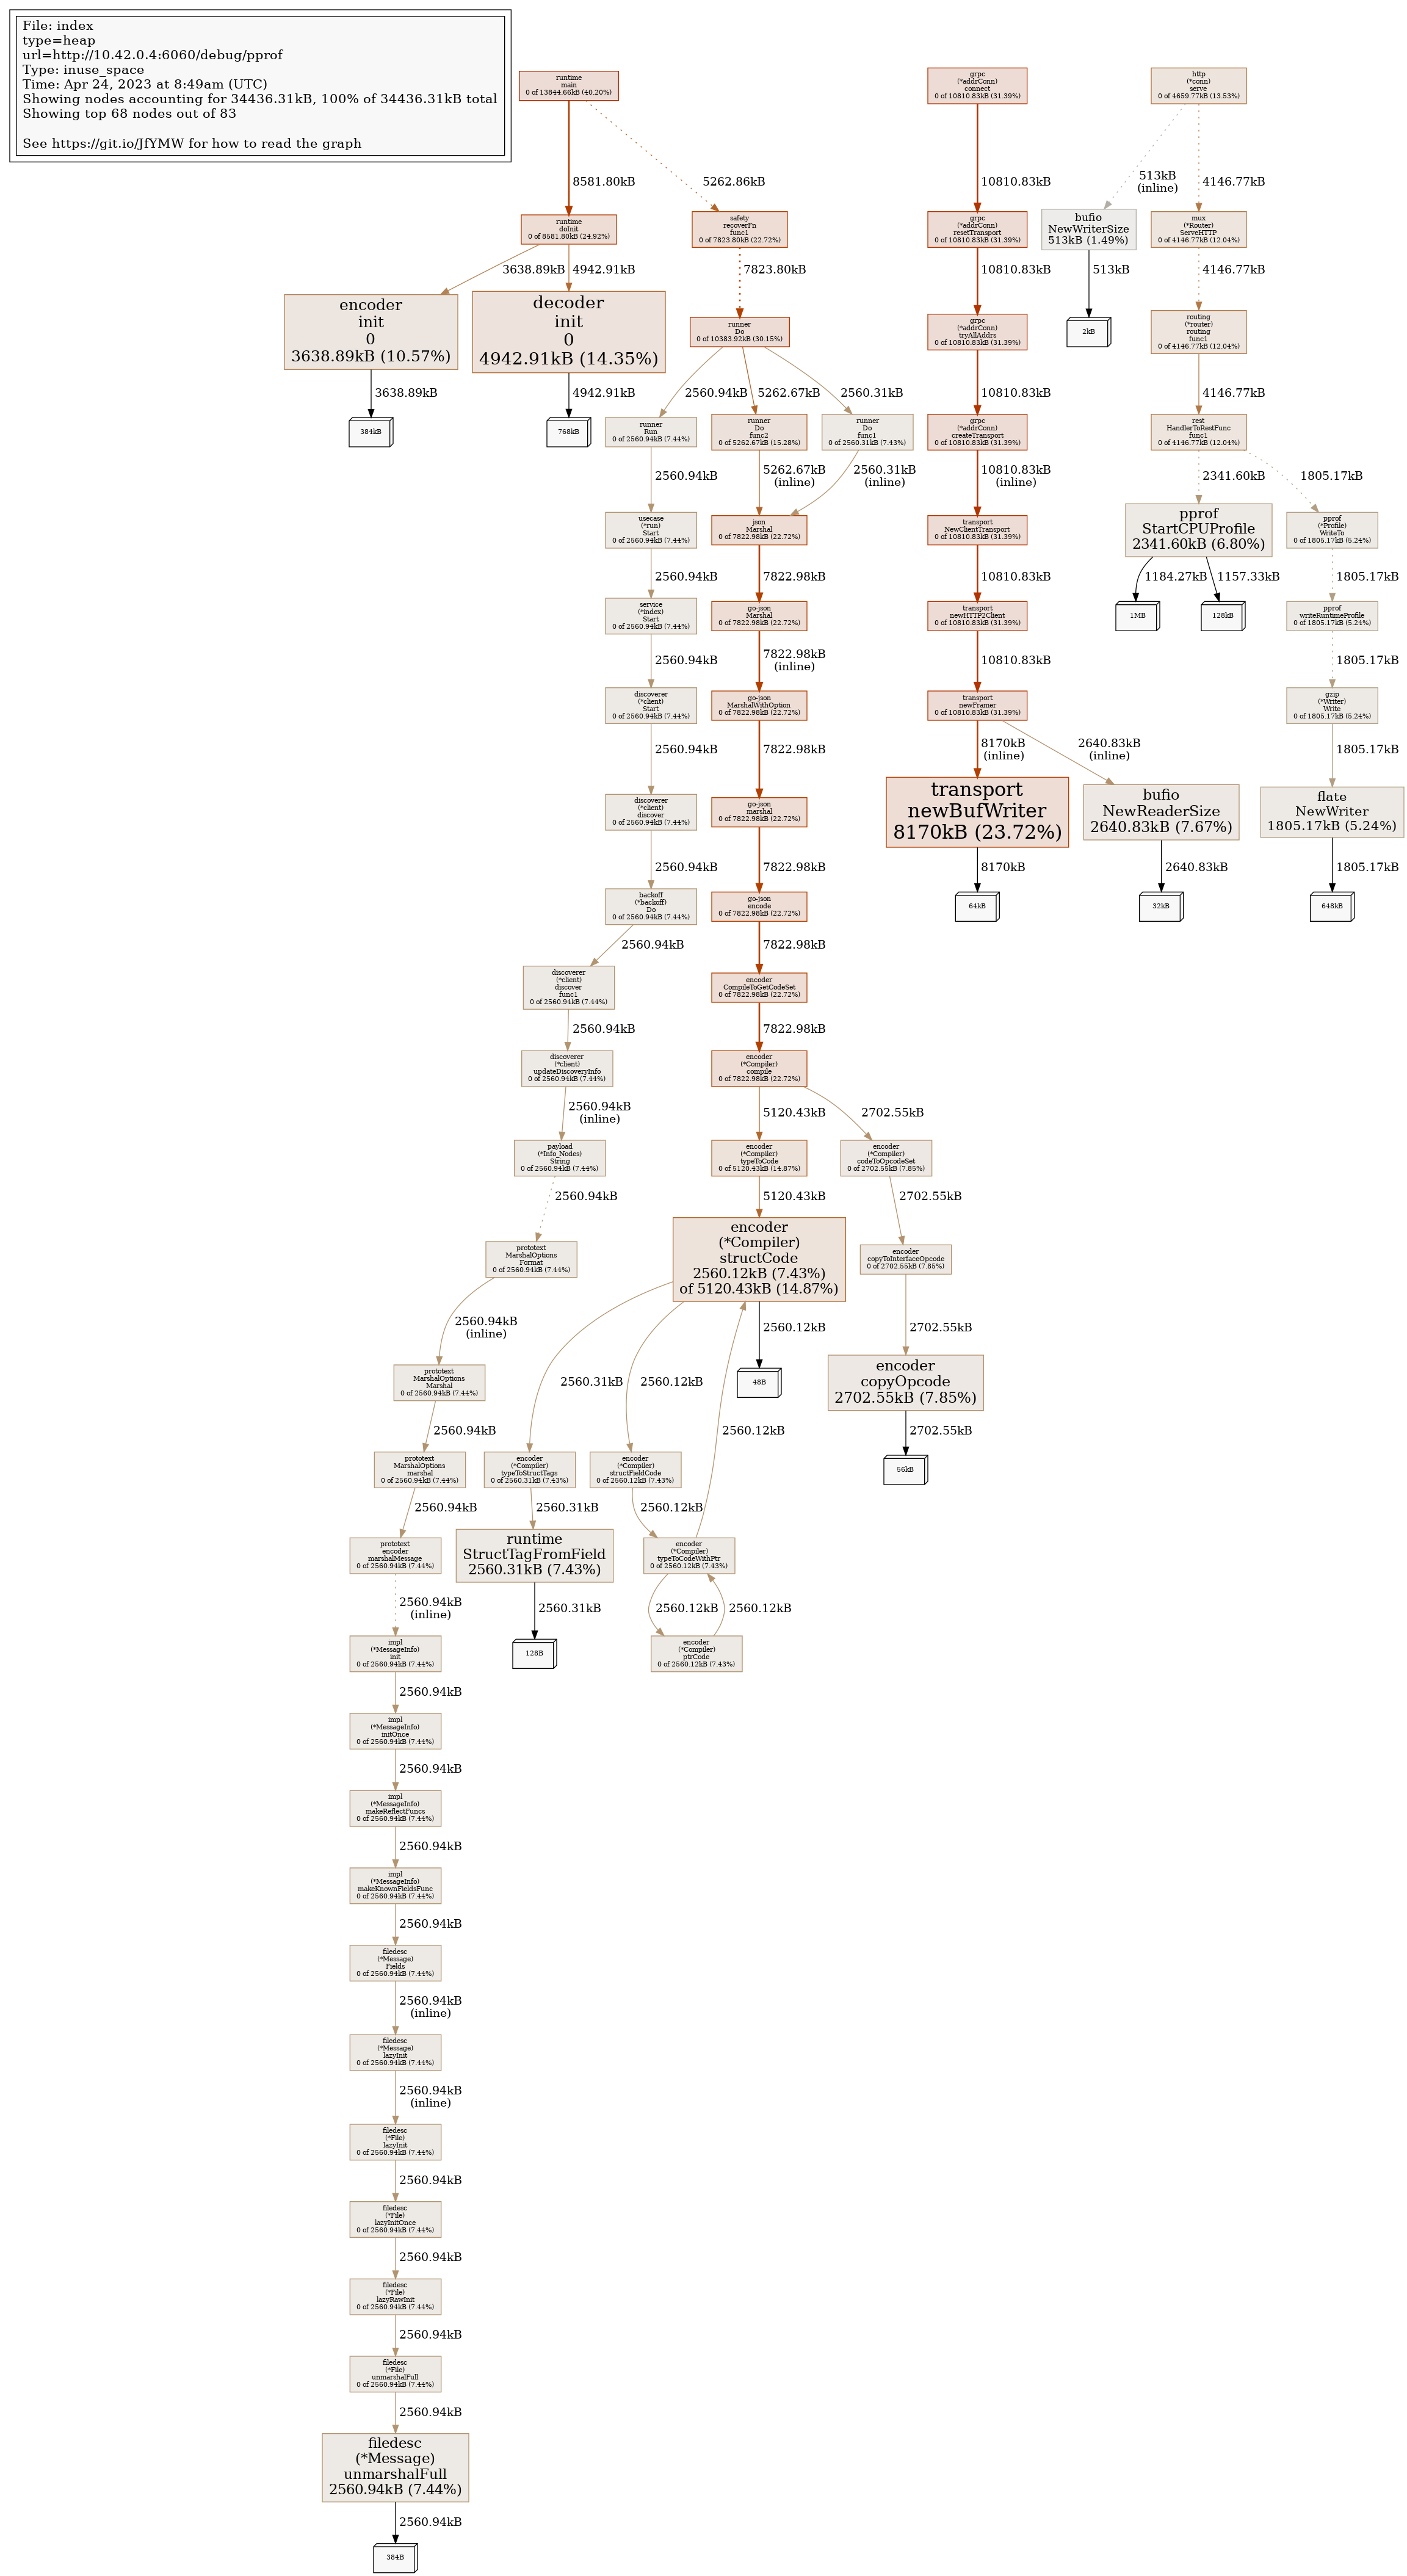 File: index
type=heap
url=http://10.42.0.4:6060/debug/pprof
Type: inuse_space
Time: Apr 24, 2023 at 8:49am (UTC)
Showing nodes accounting for 34436.31kB, 100% of 34436.31kB total
Showing top 68 nodes out of 83
See https://git.io/JfYMW for how to read the graph
runtime
main
0 of 13844.66kB (40.20%)
grpc
(*addrConn)
connect
0 of 10810.83kB (31.39%)
http
(*conn)
serve
0 of 4659.77kB (13.53%)
8581.80kB
5262.86kB
10810.83kB
513kB
(inline)
4146.77kB
runtime
doInit
0 of 8581.80kB (24.92%)
safety
recoverFn
func1
0 of 7823.80kB (22.72%)
grpc
(*addrConn)
resetTransport
0 of 10810.83kB (31.39%)
bufio
NewWriterSize
513kB (1.49%)
mux
(*Router)
ServeHTTP
0 of 4146.77kB (12.04%)
3638.89kB
4942.91kB
7823.80kB
10810.83kB
513kB
4146.77kB
encoder
init
0
3638.89kB (10.57%)
decoder
init
0
4942.91kB (14.35%)
runner
Do
0 of 10383.92kB (30.15%)
grpc
(*addrConn)
tryAllAddrs
0 of 10810.83kB (31.39%)
2kB
routing
(*router)
routing
func1
0 of 4146.77kB (12.04%)
3638.89kB
4942.91kB
2560.94kB
5262.67kB
2560.31kB
10810.83kB
4146.77kB
384kB
768kB
runner
Run
0 of 2560.94kB (7.44%)
runner
Do
func2
0 of 5262.67kB (15.28%)
runner
Do
func1
0 of 2560.31kB (7.43%)
grpc
(*addrConn)
createTransport
0 of 10810.83kB (31.39%)
rest
HandlerToRestFunc
func1
0 of 4146.77kB (12.04%)
2560.94kB
5262.67kB
(inline)
2560.31kB
(inline)
10810.83kB
(inline)
2341.60kB
1805.17kB
usecase
(*run)
Start
0 of 2560.94kB (7.44%)
json
Marshal
0 of 7822.98kB (22.72%)
transport
NewClientTransport
0 of 10810.83kB (31.39%)
pprof
StartCPUProfile
2341.60kB (6.80%)
pprof
(*Profile)
WriteTo
0 of 1805.17kB (5.24%)
2560.94kB
7822.98kB
10810.83kB
1184.27kB
1157.33kB
1805.17kB
service
(*index)
Start
0 of 2560.94kB (7.44%)
go-json
Marshal
0 of 7822.98kB (22.72%)
transport
newHTTP2Client
0 of 10810.83kB (31.39%)
1MB
128kB
pprof
writeRuntimeProfile
0 of 1805.17kB (5.24%)
2560.94kB
7822.98kB
(inline)
10810.83kB
1805.17kB
discoverer
(*client)
Start
0 of 2560.94kB (7.44%)
go-json
MarshalWithOption
0 of 7822.98kB (22.72%)
transport
newFramer
0 of 10810.83kB (31.39%)
gzip
(*Writer)
Write
0 of 1805.17kB (5.24%)
2560.94kB
7822.98kB
8170kB
(inline)
2640.83kB
(inline)
1805.17kB
discoverer
(*client)
discover
0 of 2560.94kB (7.44%)
go-json
marshal
0 of 7822.98kB (22.72%)
transport
newBufWriter
8170kB (23.72%)
bufio
NewReaderSize
2640.83kB (7.67%)
flate
NewWriter
1805.17kB (5.24%)
2560.94kB
7822.98kB
8170kB
2640.83kB
1805.17kB
backoff
(*backoff)
Do
0 of 2560.94kB (7.44%)
go-json
encode
0 of 7822.98kB (22.72%)
64kB
32kB
648kB
2560.94kB
7822.98kB
discoverer
(*client)
discover
func1
0 of 2560.94kB (7.44%)
encoder
CompileToGetCodeSet
0 of 7822.98kB (22.72%)
2560.94kB
7822.98kB
discoverer
(*client)
updateDiscoveryInfo
0 of 2560.94kB (7.44%)
encoder
(*Compiler)
compile
0 of 7822.98kB (22.72%)
2560.94kB
(inline)
5120.43kB
2702.55kB
payload
(*Info_Nodes)
String
0 of 2560.94kB (7.44%)
encoder
(*Compiler)
typeToCode
0 of 5120.43kB (14.87%)
encoder
(*Compiler)
codeToOpcodeSet
0 of 2702.55kB (7.85%)
2560.94kB
5120.43kB
2702.55kB
prototext
MarshalOptions
Format
0 of 2560.94kB (7.44%)
encoder
(*Compiler)
structCode
2560.12kB (7.43%)
of 5120.43kB (14.87%)
encoder
copyToInterfaceOpcode
0 of 2702.55kB (7.85%)
2560.94kB
(inline)
2560.12kB
2702.55kB
prototext
MarshalOptions
Marshal
0 of 2560.94kB (7.44%)
2560.31kB
2560.12kB
48B
encoder
copyOpcode
2702.55kB (7.85%)
2560.94kB
2560.12kB
2702.55kB
prototext
MarshalOptions
marshal
0 of 2560.94kB (7.44%)
encoder
(*Compiler)
typeToStructTags
0 of 2560.31kB (7.43%)
encoder
(*Compiler)
structFieldCode
0 of 2560.12kB (7.43%)
56kB
2560.94kB
2560.31kB
2560.12kB
prototext
encoder
marshalMessage
0 of 2560.94kB (7.44%)
runtime
StructTagFromField
2560.31kB (7.43%)
encoder
(*Compiler)
typeToCodeWithPtr
0 of 2560.12kB (7.43%)
2560.94kB
(inline)
2560.31kB
2560.12kB
2560.12kB
impl
(*MessageInfo)
init
0 of 2560.94kB (7.44%)
128B
encoder
(*Compiler)
ptrCode
0 of 2560.12kB (7.43%)
2560.94kB
impl
(*MessageInfo)
initOnce
0 of 2560.94kB (7.44%)
2560.94kB
impl
(*MessageInfo)
makeReflectFuncs
0 of 2560.94kB (7.44%)
2560.94kB
impl
(*MessageInfo)
makeKnownFieldsFunc
0 of 2560.94kB (7.44%)
2560.94kB
filedesc
(*Message)
Fields
0 of 2560.94kB (7.44%)
2560.94kB
(inline)
filedesc
(*Message)
lazyInit
0 of 2560.94kB (7.44%)
2560.94kB
(inline)
filedesc
(*File)
lazyInit
0 of 2560.94kB (7.44%)
2560.94kB
filedesc
(*File)
lazyInitOnce
0 of 2560.94kB (7.44%)
2560.94kB
filedesc
(*File)
lazyRawInit
0 of 2560.94kB (7.44%)
2560.94kB
filedesc
(*File)
unmarshalFull
0 of 2560.94kB (7.44%)
2560.94kB
filedesc
(*Message)
unmarshalFull
2560.94kB (7.44%)
2560.94kB
384B